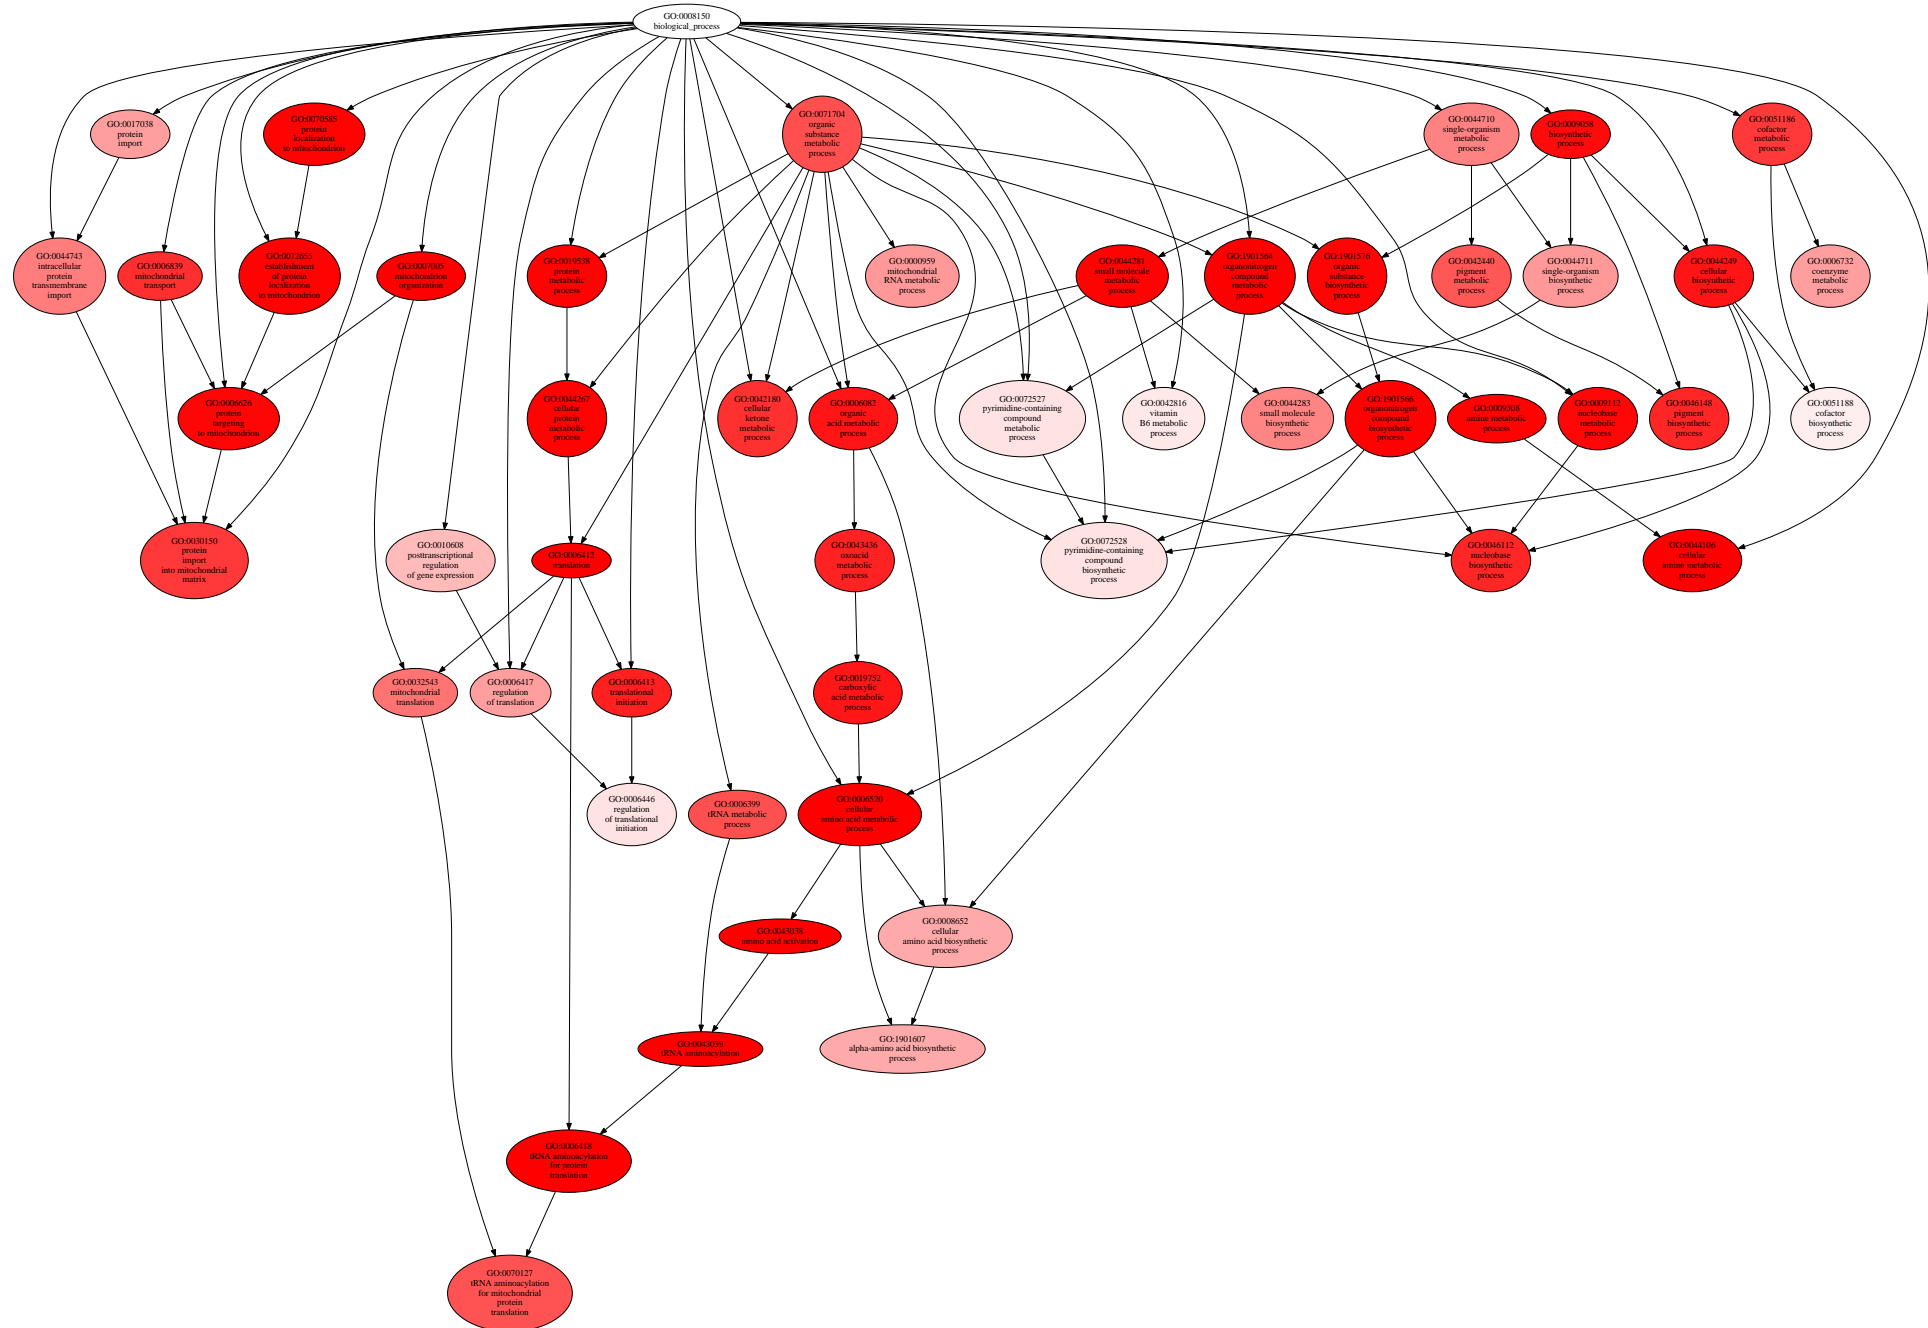 GO:0008150
biological_process
GO:0017038
protein
import
GO:0070585
protein
localization
to mitochondrion
GO:0071704
organic
substance
metabolic
process
GO:0044710
single-organism
metabolic
process
GO:0009058
biosynthetic
process
GO:0051186
cofactor
metabolic
process
GO:0044743
intracellular
protein
transmembrane
import
GO:0006839
mitochondrial
transport
GO:0072655
establishment
of protein
localization
to mitochondrion
GO:0007005
mitochondrion
organization
GO:0019538
protein
metabolic
process
GO:0000959
mitochondrial
RNA metabolic
process
GO:0044281
small molecule
metabolic
process
GO:1901564
organonitrogen
compound
metabolic
process
GO:1901576
organic
substance
biosynthetic
process
GO:0042440
pigment
metabolic
process
GO:0044711
single-organism
biosynthetic
process
GO:0044249
cellular
biosynthetic
process
GO:0006732
coenzyme
metabolic
process
GO:0006626
protein
targeting
to mitochondrion
GO:0044267
cellular
protein
metabolic
process
GO:0042180
cellular
ketone
metabolic
process
GO:0006082
organic
acid metabolic
process
GO:0072527
pyrimidine-containing
compound
metabolic
process
GO:0042816
vitamin
B6 metabolic
process
GO:0044283
small molecule
biosynthetic
process
GO:1901566
organonitrogen
compound
biosynthetic
process
GO:0009308
amine metabolic
process
GO:0009112
nucleobase
metabolic
process
GO:0046148
pigment
biosynthetic
process
GO:0051188
cofactor
biosynthetic
process
GO:0030150
protein
import
into mitochondrial
matrix
GO:0010608
posttranscriptional
regulation
of gene expression
GO:0006412
translation
GO:0043436
oxoacid
metabolic
process
GO:0072528
pyrimidine-containing
compound
biosynthetic
process
GO:0046112
nucleobase
biosynthetic
process
GO:0044106
cellular
amine metabolic
process
GO:0032543
mitochondrial
translation
GO:0006417
regulation
of translation
GO:0006413
translational
initiation
GO:0019752
carboxylic
acid metabolic
process
GO:0006446
regulation
of translational
initiation
GO:0006399
tRNA metabolic
process
GO:0006520
cellular
amino acid metabolic
process
GO:0043038
amino acid activation
GO:0008652
cellular
amino acid biosynthetic
process
GO:0043039
tRNA aminoacylation
GO:1901607
alpha-amino acid biosynthetic
process
GO:0006418
tRNA aminoacylation
for protein
translation
GO:0070127
tRNA aminoacylation
for mitochondrial
protein
translation